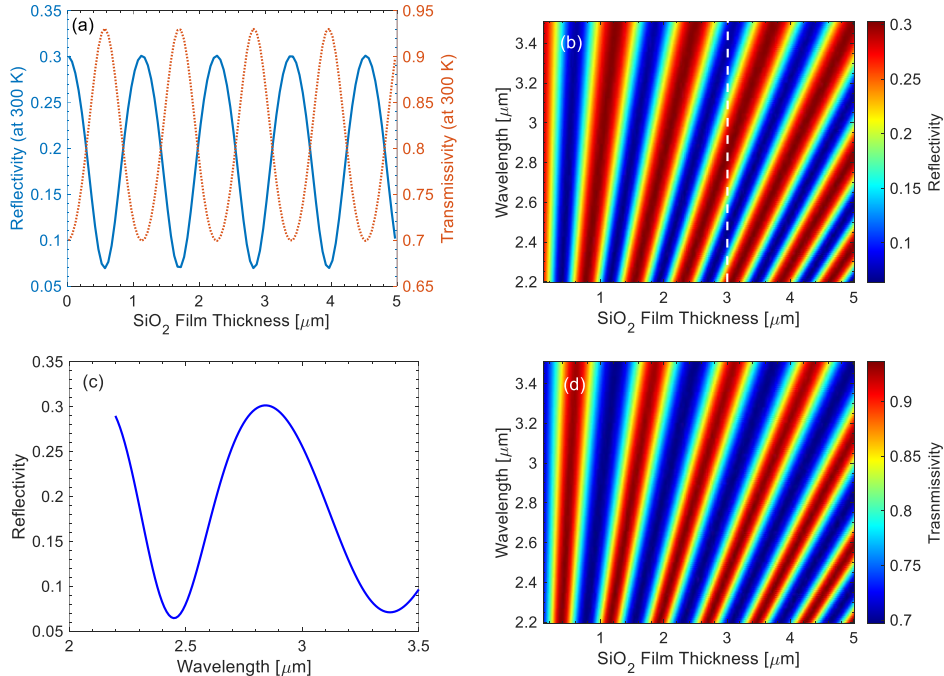 (a)
0.35
0.3
0.25
0.2
0.15
0.1
0.05
Reflectivity (at 300 K)
0.95
0.9
0.85
0.8
0.75
0.7
0.65
Transmissivity (at 300 K)
0 1 2 3 4 5
SiO2 Film Thickness [μm]
(b)
3.4
3.2
3
2.8
2.6
2.4
2.2
Wavelength [μm]
1 2 3 4 5
SiO2 Film Thickness [μm]
0.3
0.25
0.2
0.15
0.1
Reflectivity
(c)
0.35
0.3
0.25
0.2
0.15
0.1
0.05
Reflectivity
2 2.5 3 3.5
Wavelength [μm]
(d)
3.4
3.2
3
2.8
2.6
2.4
2.2
Wavelength [μm]
1 2 3 4 5
SiO2 Film Thickness [μm]
0.9
0.85
0.8
0.75
0.7
Trasnmissivity